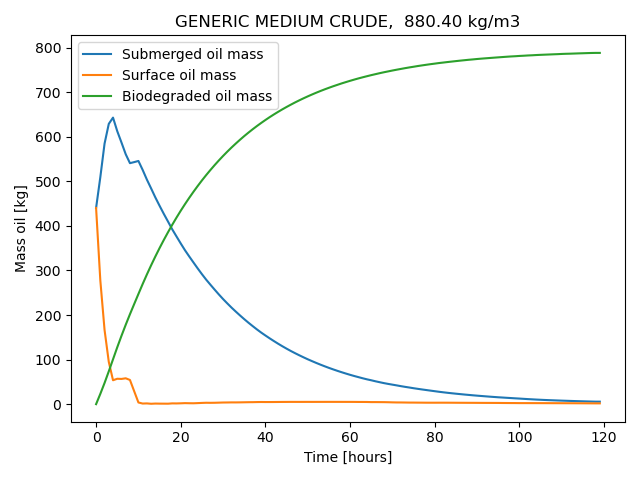 GENERIC MEDIUM CRUDE,  880.40 kg/m3
Submerged oil mass
Surface oil mass
Biodegraded oil mass
800
700
600
500
400
300
200
100
0
Mass oil [kg]
0 20 40 60 80 100 120
Time [hours]